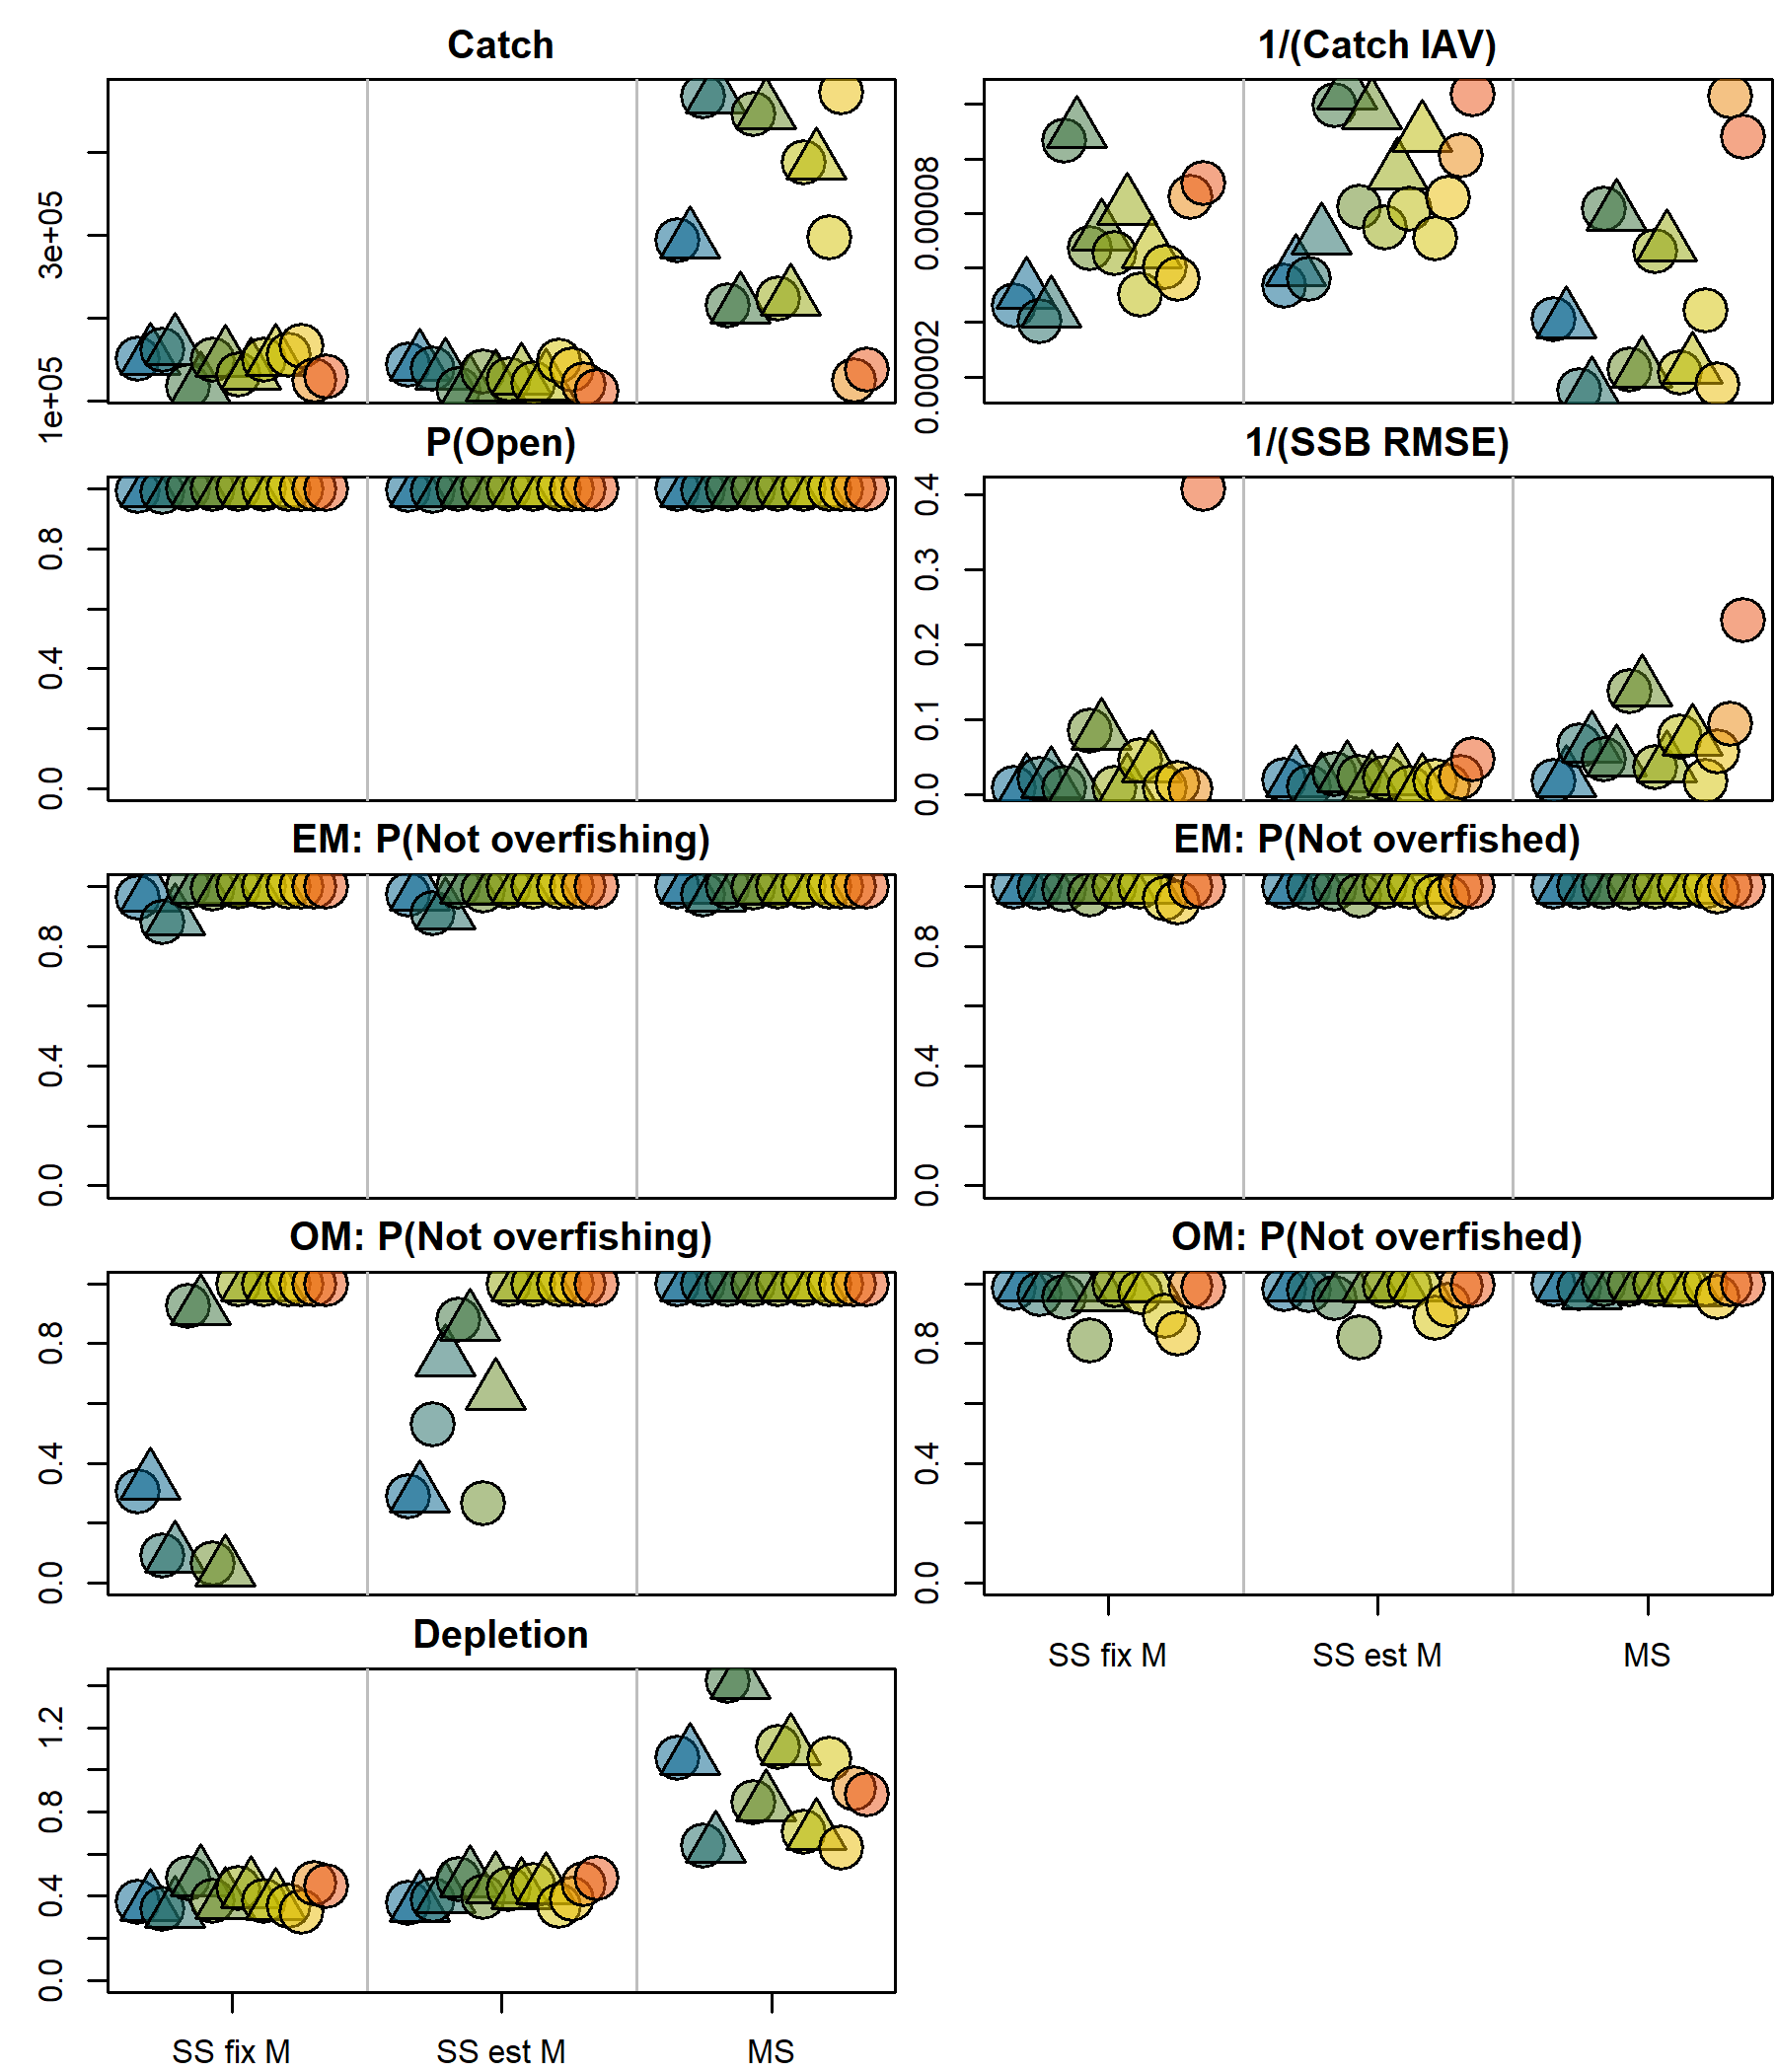 Catch
1e+05 3e+05
1/(Catch IAV)
0.00002 0.00008
P(Open)
0.0 0.4 0.8
1/(SSB RMSE)
0.0 0.1 0.2 0.3 0.4
EM: P(Not overfishing)
0.0 0.4 0.8
EM: P(Not overfished)
0.0 0.4 0.8
OM: P(Not overfishing)
0.0 0.4 0.8
OM: P(Not overfished)
0.0 0.4 0.8
SS fix M SS est M MS
Depletion
0.0 0.4 0.8 1.2
SS fix M SS est M MS